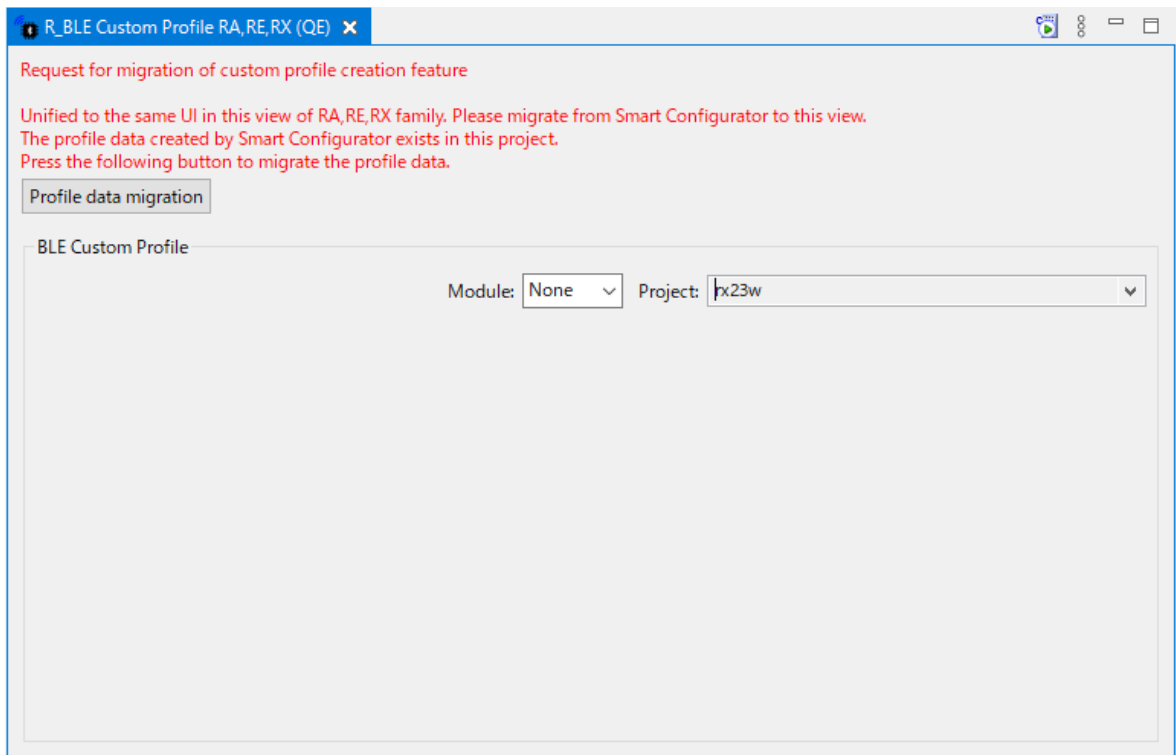 R_BLE Custom Profile RA,RE,RX (QE)
Request for migration of custom profile creation feature
Unified to the same UI in this view of RA,RE,RX family. Please migrate from Smart Configurator to this view.
The profile data created by Smart Configurator exists in this project.
Press the following button to migrate the profile data.
Profile data migration
BLE Custom Profile
Module: None Project: rx23w